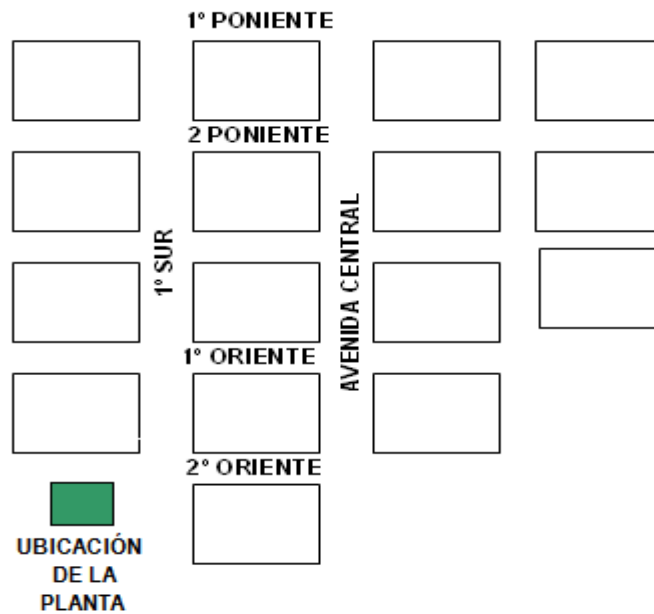 1° PONIENTE
2 PONIENTE
1° SUR
AVENIDA CENTRAL
1° ORIENTE
2° ORIENTE
UBICACIÓN
DE LA
PLANTA